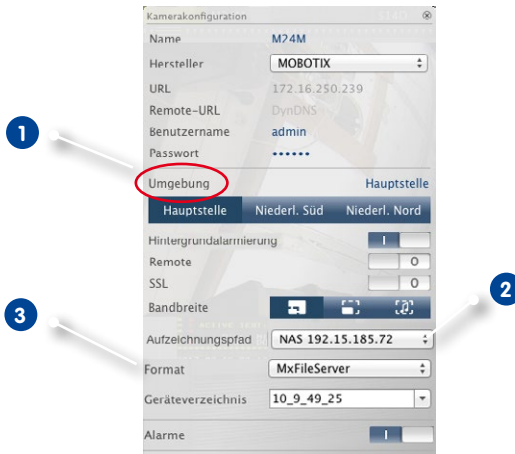 Kamerakonfiguration
Name M24M
Hersteller MOBOTIX
URL 172.16.250.239
Remote-URL DynDNS
Benutzername admin
Passwort ••••••
1
Umgebung Hauptstelle
Hauptstelle Niederl. Süd Niederl. Nord
Hintergrundalarmierung I
Remote O
SSL O
Bandbreite
2
3
Aufzeichnungspfad NAS 192.15.185.72
Format MxFileServer
Geräteverzeichnis 10_9_49_25
Alarme I